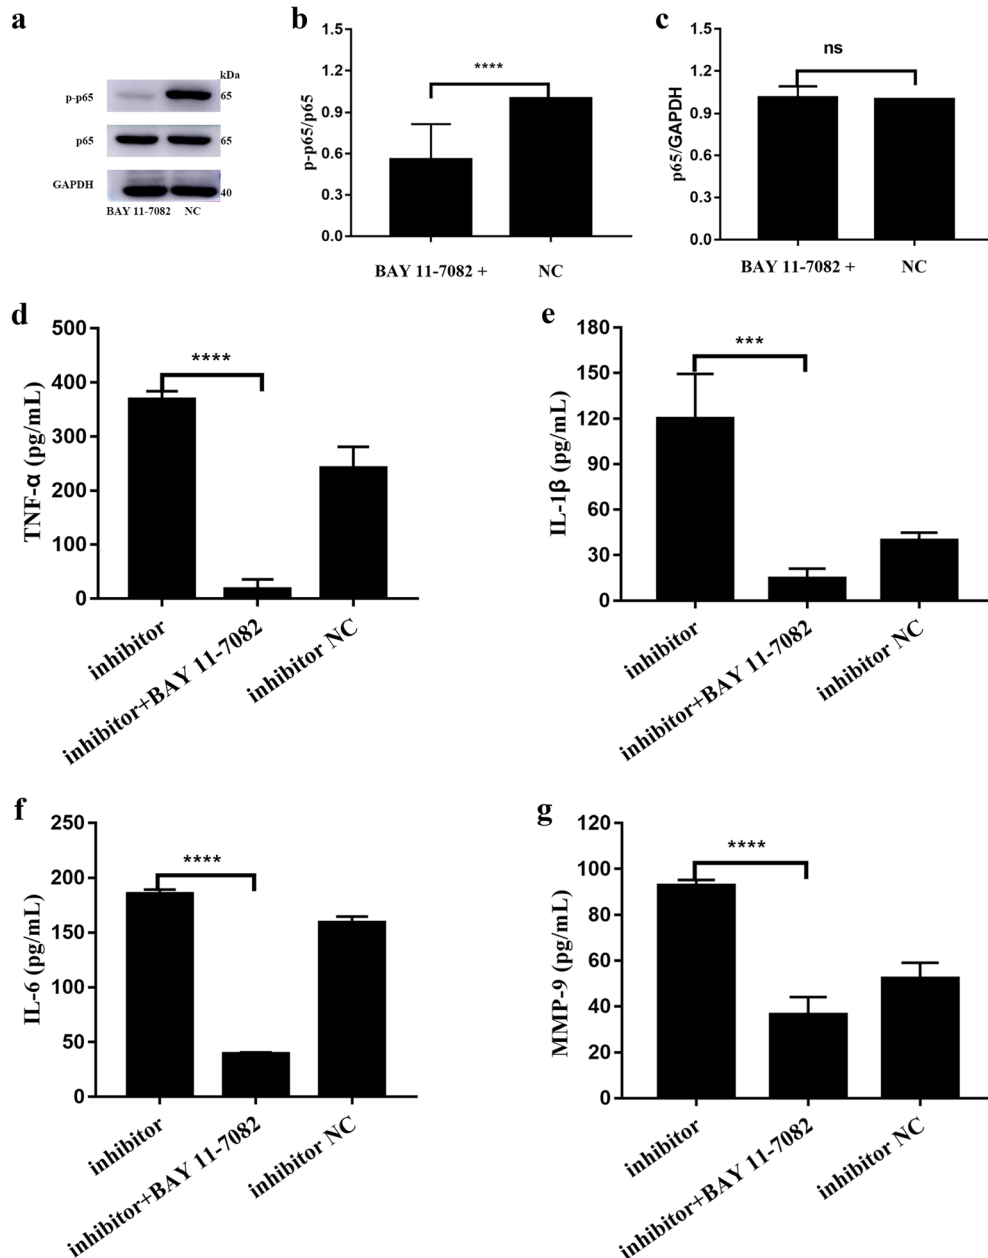 a
kDa
p-p65
65
p65
65
GAPDH
40
BAY 11-7082 NC
b
1.5
1.2
0.9
0.6
0.3
0.0
p-p65/p65
****
BAY 11-7082 + NC
c
1.5
1.2
0.9
0.6
0.3
0.0
p65/GAPDH
ns
BAY 11-7082 + NC
d
500
400
300
200
100
0
TNF-α (pg/mL)
****
inhibitor
inhibitor+BAY 11-7082
inhibitor NC
e
180
150
120
90
60
30
0
IL-1β (pg/mL)
***
inhibitor
inhibitor+BAY 11-7082
inhibitor NC
f
250
200
150
100
50
0
IL-6 (pg/mL)
****
inhibitor
inhibitor+BAY 11-7082
inhibitor NC
g
120
100
80
60
40
20
0
MMP-9 (pg/mL)
****
inhibitor
inhibitor+BAY 11-7082
inhibitor NC